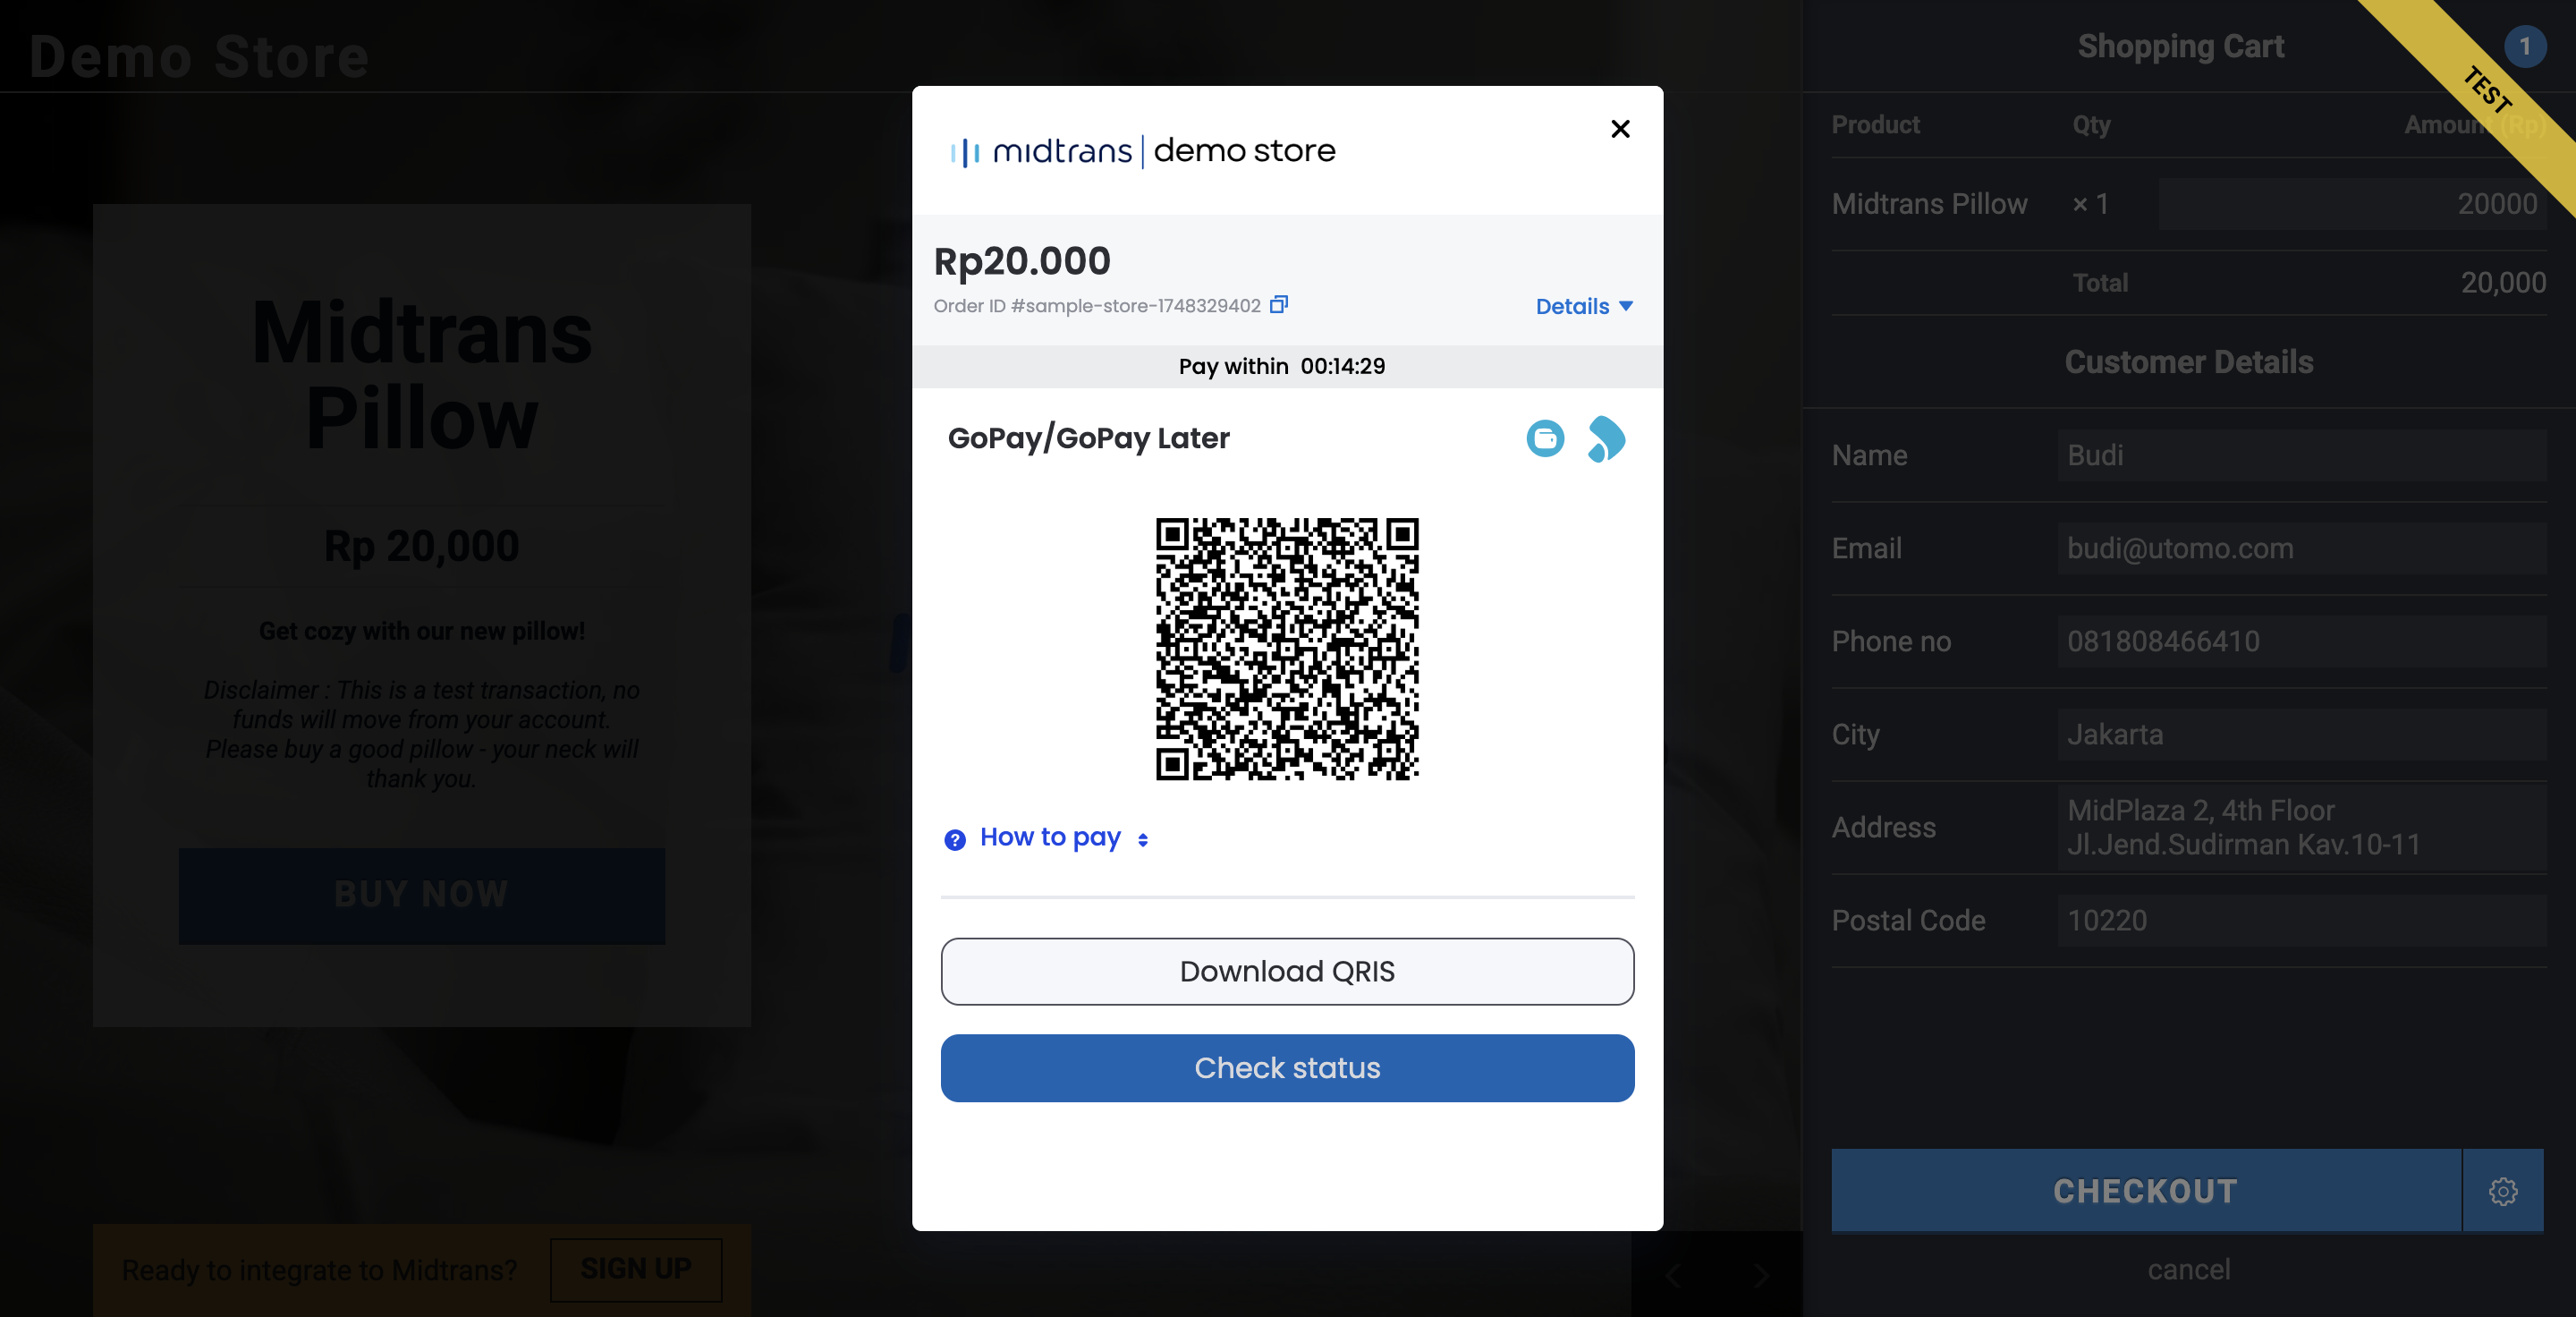 Demo Store
Midtrans
Pillow
Rp 20,000
Get cozy with our new pillow!
Disclaimer : This is a test transaction, no
funds will move from your account.
Please buy a good pillow - your neck will
thank you.
BUY NOW
Ready to integrate to Midtrans?
SIGN UP
midtrans | demo store
Rp20.000
Order ID #sample-store-1748329402
Details
Pay within 00:14:29
GoPay/GoPay Later
How to pay
Download QRIS
Check status
Shopping Cart
1
TEST
Product Qty Amount (Rp)
Midtrans Pillow × 1 20000
Total 20,000
Customer Details
Name Budi
Email budi@utomo.com
Phone no 081808466410
City Jakarta
Address MidPlaza 2, 4th Floor
Jl.Jend.Sudirman Kav.10-11
Postal Code 10220
CHECKOUT
cancel